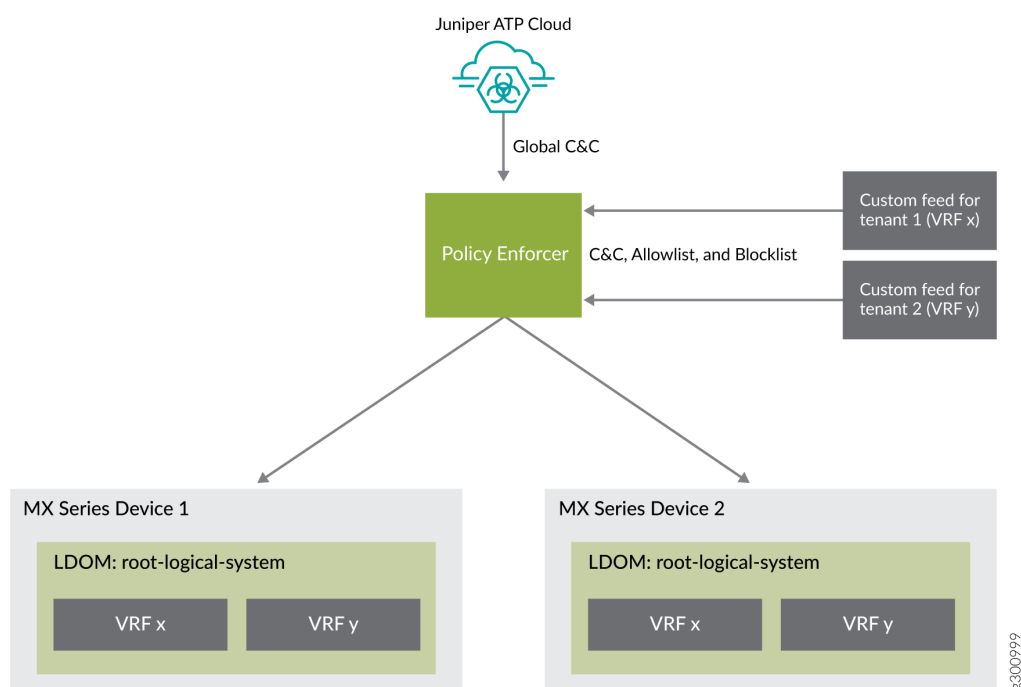 Juniper ATP Cloud
Global C&C
Custom feed for
tenant 1 (VRF x)
Policy Enforcer
C&C, Allowlist, and Blocklist
Custom feed for
tenant 2 (VRF y)
MX Series Device 1
LDOM: root-logical-system
VRF x
VRF y
MX Series Device 2
LDOM: root-logical-system
VRF x
VRF y